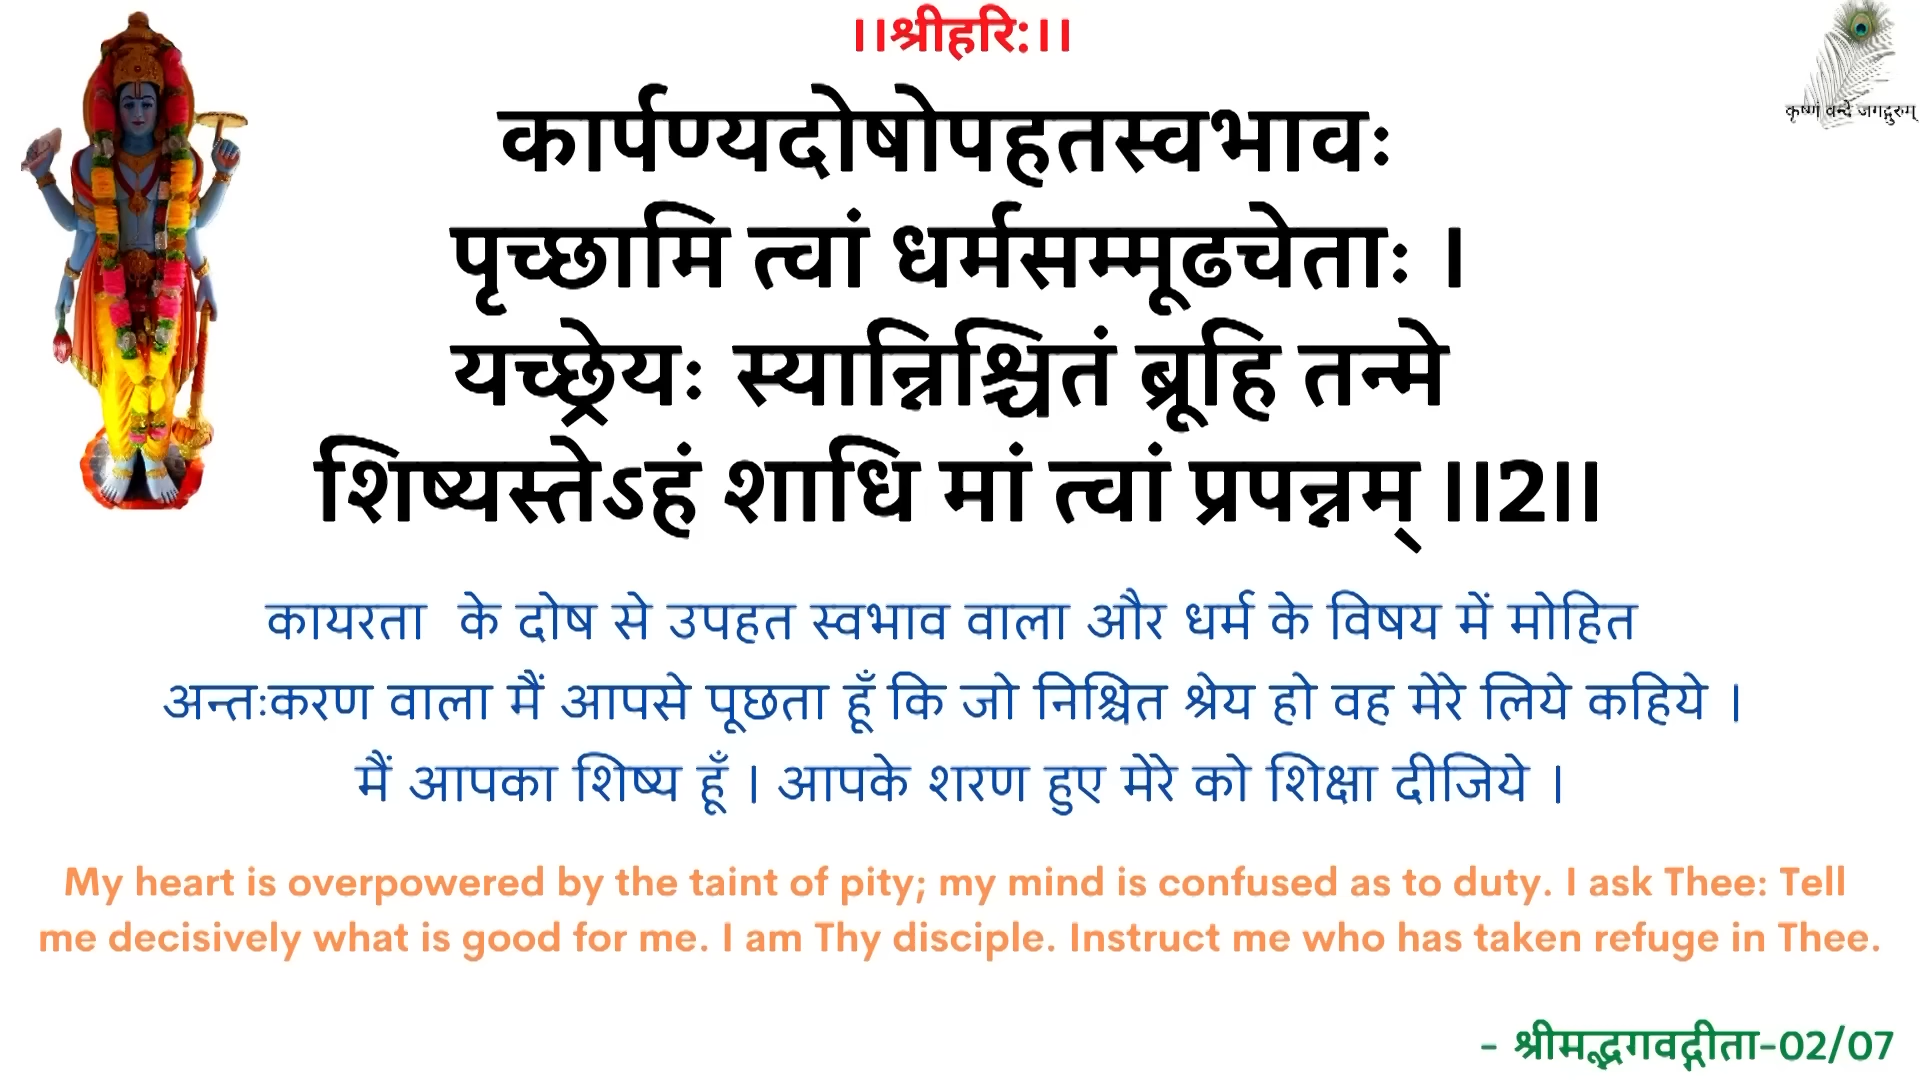 ।।श्रीहरि:।।
कृष्णं वन्दे जगद्गुरुम्
कार्पण्यदोषोपहतस्वभावः
पृच्छामि त्वां धर्मसम्मूढचेताः ।
यच्छ्रेयः स्यान्निश्चितं ब्रूहि तन्मे
शिष्यस्तेऽहं शाधि मां त्वां प्रपन्नम् ।।2।।
कायरता के दोष से उपहत स्वभाव वाला और धर्म के विषय में मोहित
अन्तःकरण वाला मैं आपसे पूछता हूँ कि जो निश्चित श्रेय हो वह मेरे लिये कहिये ।
मैं आपका शिष्य हूँ । आपके शरण हुए मेरे को शिक्षा दीजिये ।
My heart is overpowered by the taint of pity; my mind is confused as to duty. I ask Thee: Tell
me decisively what is good for me. I am Thy disciple. Instruct me who has taken refuge in Thee.
- श्रीमद्भगवद्गीता-02/07